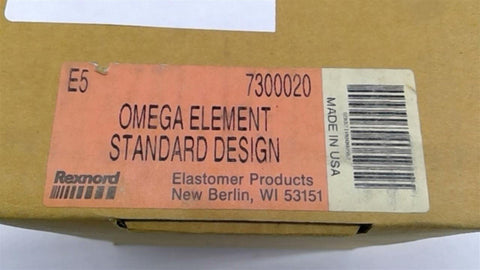 E5 7300020
OMEGA ELEMENT
STANDARD DESIGN
Rexnord
Elastomer Products
New Berlin, WI 53151
MADE IN USA